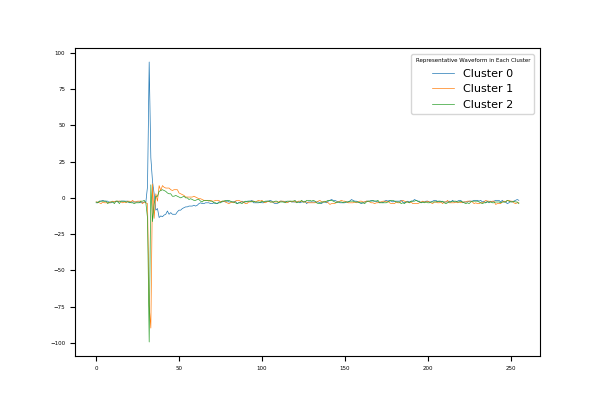 Representative Waveform in Each Cluster
Cluster 0
Cluster 1
Cluster 2
100
75
50
25
0
−25
−50
−75
−100
0 50 100 150 200 250